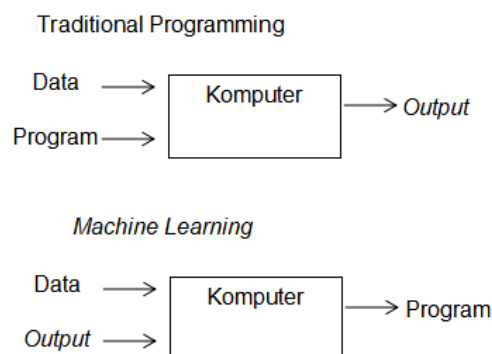 Traditional Programming
Data
Komputer
Output
Program
Machine Learning
Data
Komputer
Program
Output